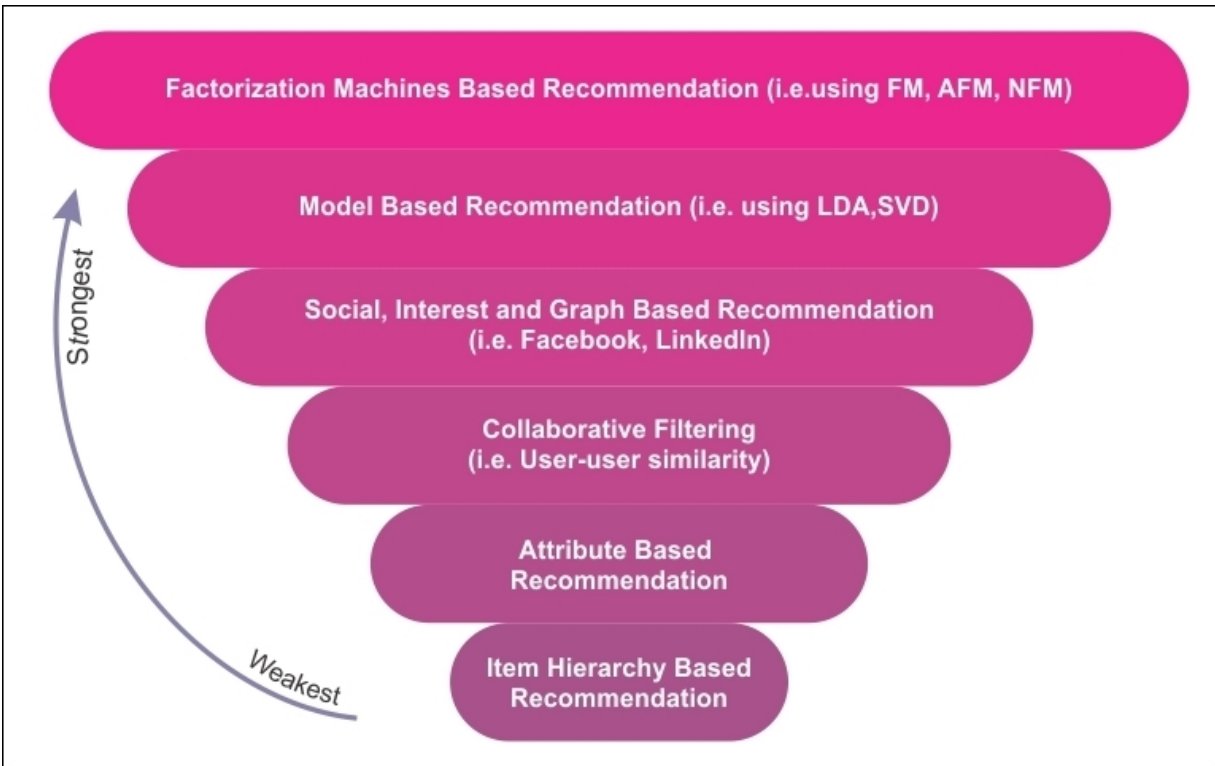 Factorization Machines Based Recommendation (i.e.using FM, AFM, NFM)
Model Based Recommendation (i.e. using LDA,SVD)
Social, Interest and Graph Based Recommendation
(i.e. Facebook, LinkedIn)
Collaborative Filtering
(i.e. User-user similarity)
Attribute Based
Recommendation
Item Hierarchy Based
Recommendation
Strongest
Weakest